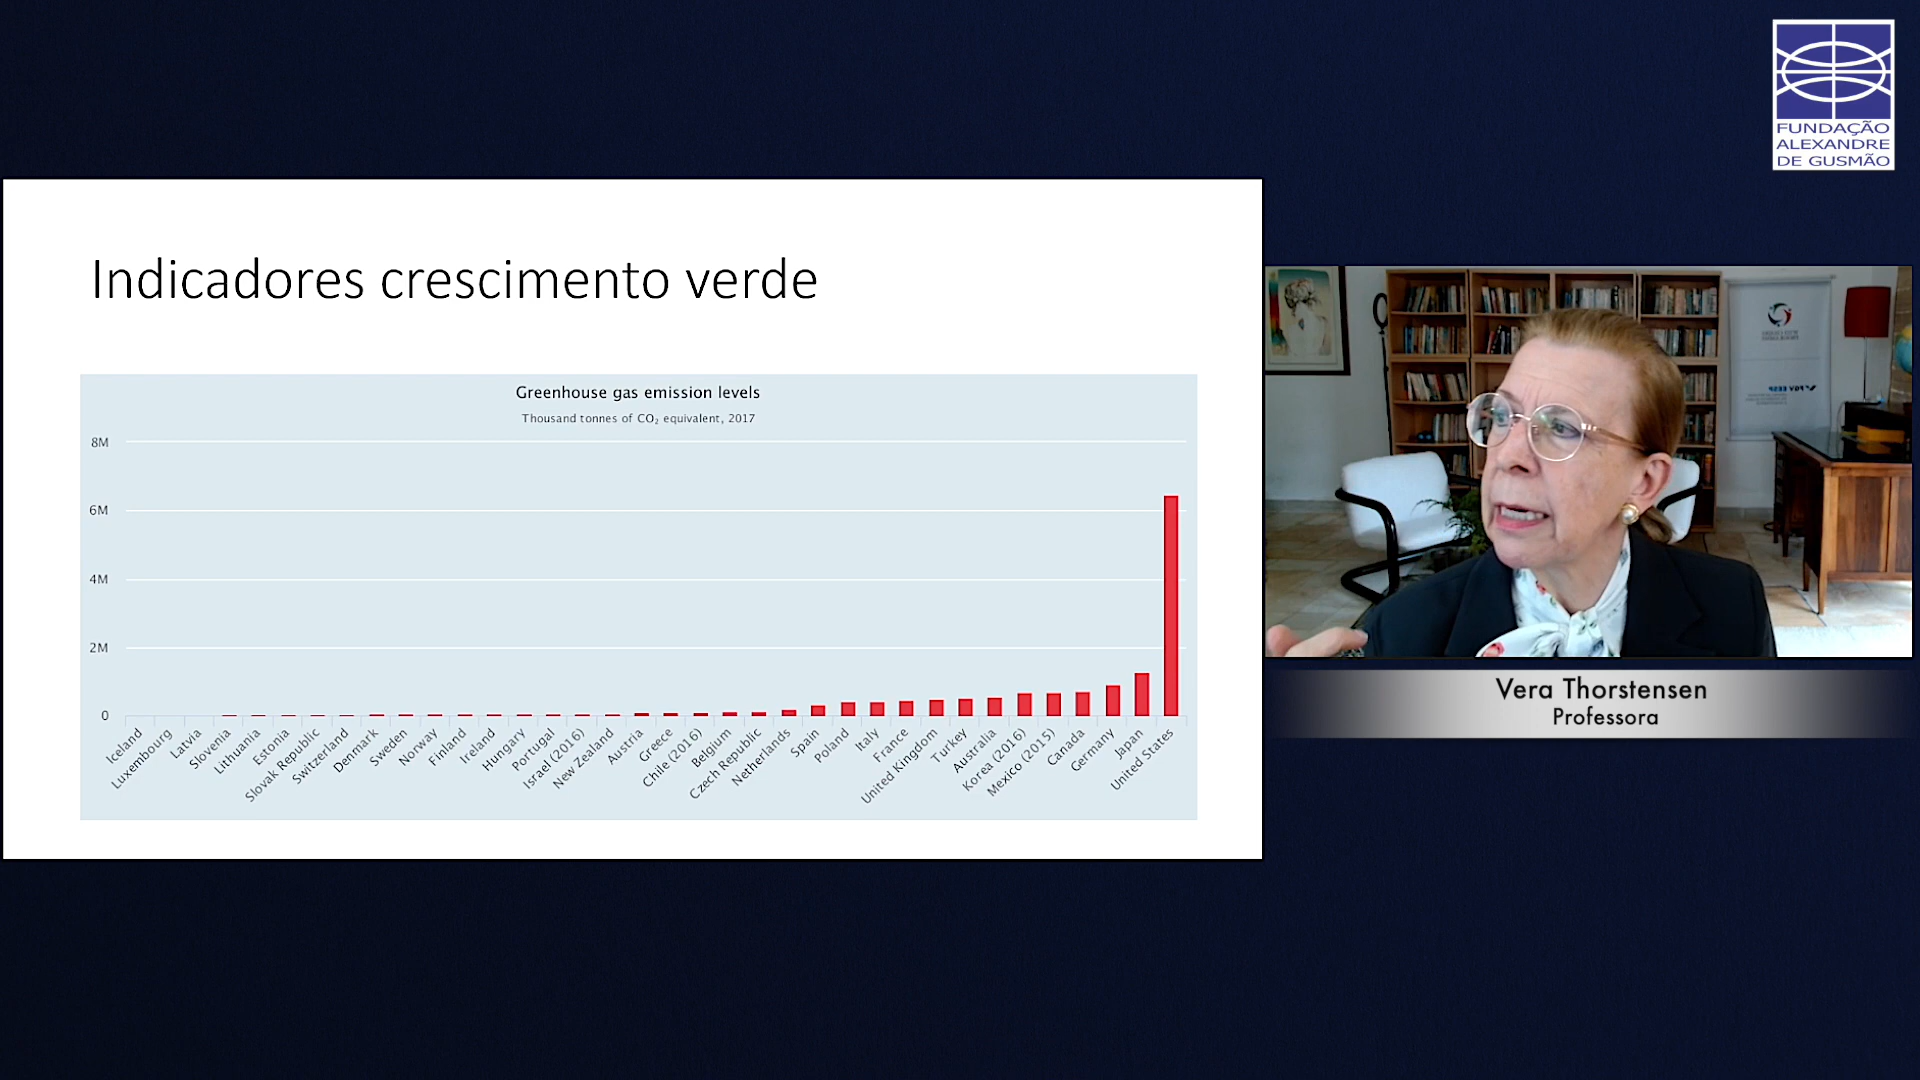 FUNDAÇÃO
ALEXANDRE
DE GUSMÃO
Indicadores crescimento verde
Greenhouse gas emission levels
Thousand tonnes of CO₂ equivalent, 2017
8M
6M
4M
2M
0
Iceland
Luxembourg
Latvia
Slovenia
Lithuania
Estonia
Slovak Republic
Switzerland
Denmark
Sweden
Norway
Finland
Ireland
Hungary
Portugal
Israel (2016)
New Zealand
Austria
Greece
Chile (2016)
Belgium
Czech Republic
Netherlands
Spain
Poland
Italy
France
United Kingdom
Turkey
Australia
Korea (2016)
Mexico (2015)
Canada
Germany
Japan
United States
Vera Thorstensen
Professora